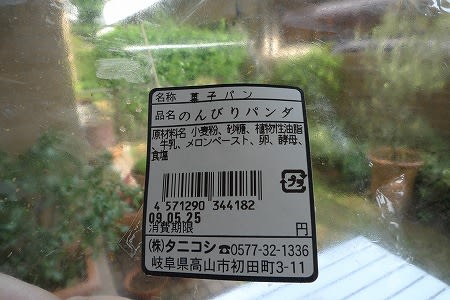 名称 菓子パン
品名 のんびりパンダ
原材料名 小麦粉、砂糖、植物性油脂
、牛乳、メロンペースト、卵、酵母、
食塩
プラ
4 571290 344182
09.05.25
消費期限 円
(株)タニコシ☎0577-32-1336
岐阜県高山市初田町3-11